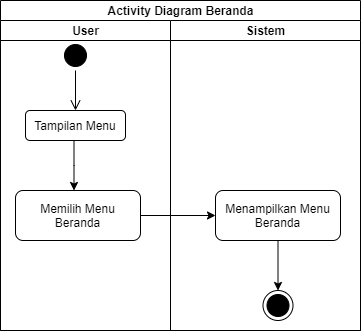 Activity Diagram Beranda
User
Sistem
Tampilan Menu
Memilih Menu
Beranda
Menampilkan Menu
Beranda